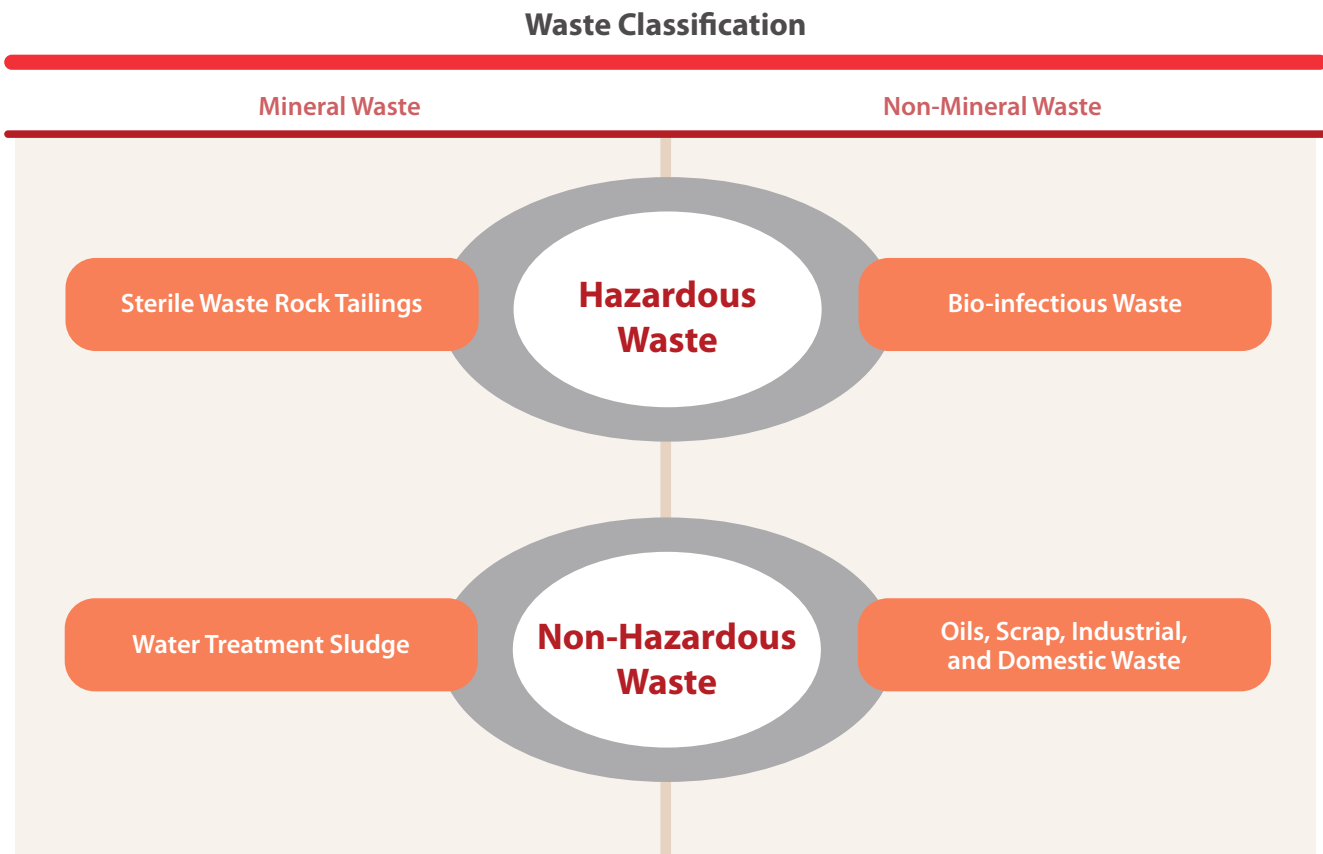 Waste Classification
Mineral Waste
Non-Mineral Waste
Sterile Waste Rock Tailings
Hazardous
Waste
Bio-infectious Waste
Water Treatment Sludge
Non-Hazardous
Waste
Oils, Scrap, Industrial,
and Domestic Waste